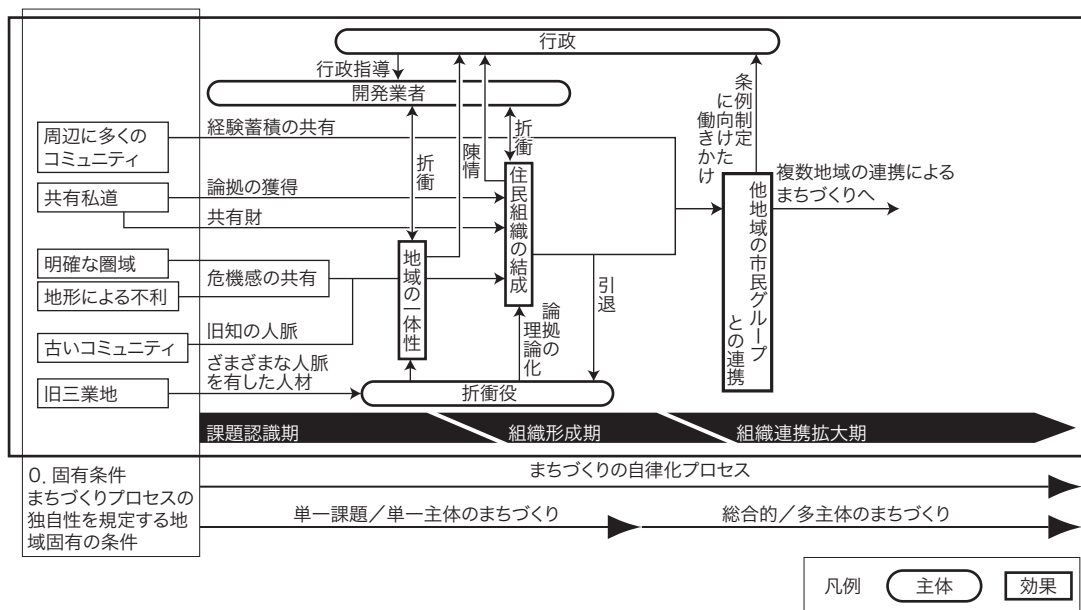 行政
行政指導
開発業者
周辺に多くの
コミュニティ
経験蓄積の共有
折衝
陳情
折衝
条例制定
に向けた
働きかけ
共有私道
論拠の獲得
共有財
住民組織の結成
他地域の市民グループ
との連携
複数地域の連携による
まちづくりへ
明確な圏域
地形による不利
危機感の共有
地域の一体性
引退
古いコミュニティ
旧知の人脈
論拠の
理論化
旧三業地
ざまざまな人脈
を有した人材
折衝役
課題認識期
組織形成期
組織連携拡大期
0. 固有条件
まちづくりプロセスの
独自性を規定する地
域固有の条件
まちづくりの自律化プロセス
単一課題／単一主体のまちづくり
総合的／多主体のまちづくり
凡例
主体
効果